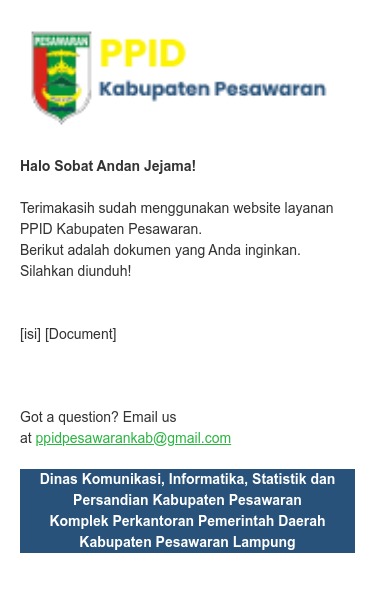 PESAWARAN
PPID
Kabupaten Pesawaran
Halo Sobat Andan Jejama!
Terimakasih sudah menggunakan website layanan
PPID Kabupaten Pesawaran.
Berikut adalah dokumen yang Anda inginkan.
Silahkan diunduh!
[isi] [Document]
Got a question? Email us
at ppidpesawarankab@gmail.com
Dinas Komunikasi, Informatika, Statistik dan
Persandian Kabupaten Pesawaran
Komplek Perkantoran Pemerintah Daerah
Kabupaten Pesawaran Lampung